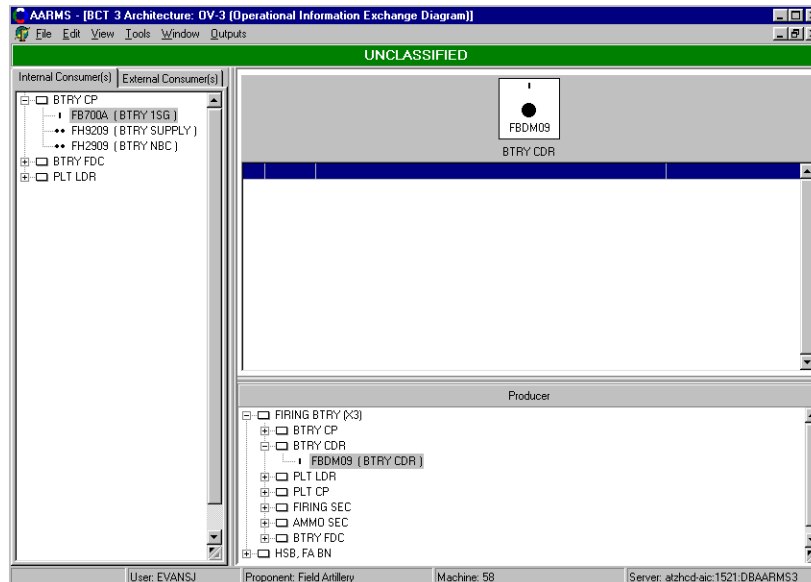 AARMS - [BCT 3 Architecture: OV-3 (Operational Information Exchange Diagram)]
File Edit View Tools Window Outputs
UNCLASSIFIED
Internal Consumer(s) External Consumer(s)
BTRY CP
FB700A ( BTRY 1SG )
FH9209 ( BTRY SUPPLY )
FH2909 ( BTRY NBC )
BTRY FDC
PLT LDR
FBDM09
BTRY CDR
Producer
FIRING BTRY (X3)
BTRY CP
BTRY CDR
FBDM09 ( BTRY CDR )
PLT LDR
PLT CP
FIRING SEC
AMMO SEC
BTRY FDC
HSB, FA BN
User: EVANSJ Proponent: Field Artillery Machine: 58 Server: atzhcd-aic:1521:DBAARMS3